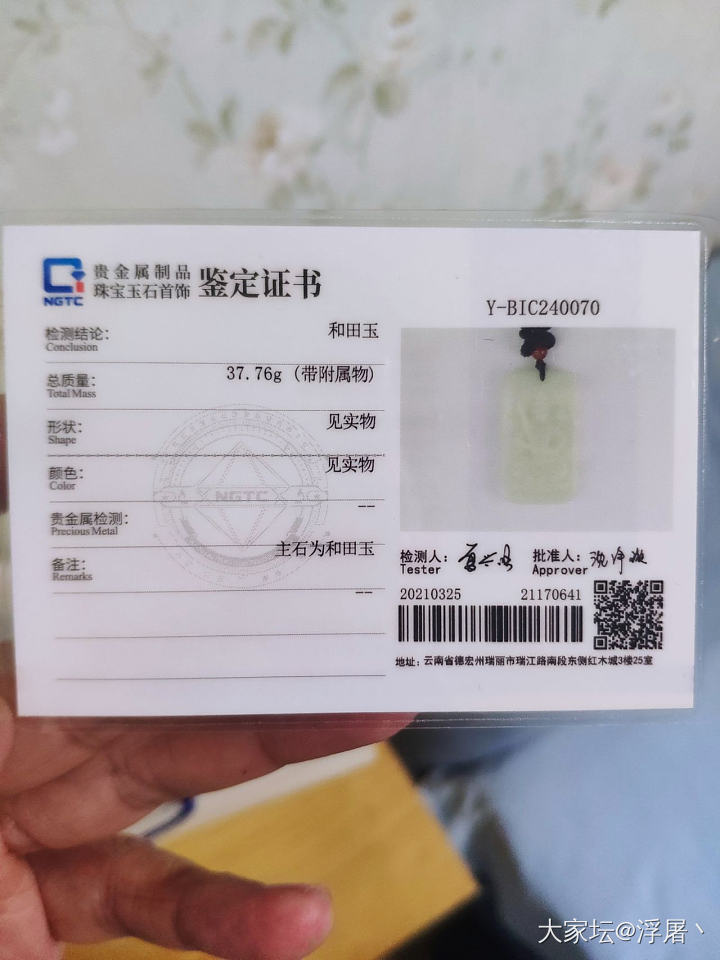 NGTC
贵金属制品
珠宝玉石首饰
鉴定证书
Y-BIC240070
检测结论：
Conclusion
和田玉
总质量：
Total Mass
37.76g (带附属物)
形状：
Shape
见实物
颜色：
Color
见实物
贵金属检测：
Precious Metal
--
备注：
Remarks
主石为和田玉
--
NGTC
检测人：
Tester
批准人：
Approver
20210325
21170641
地址：云南省德宏州瑞丽市瑞江路南段东侧红木城3楼25室
大家坛@浮屠丶